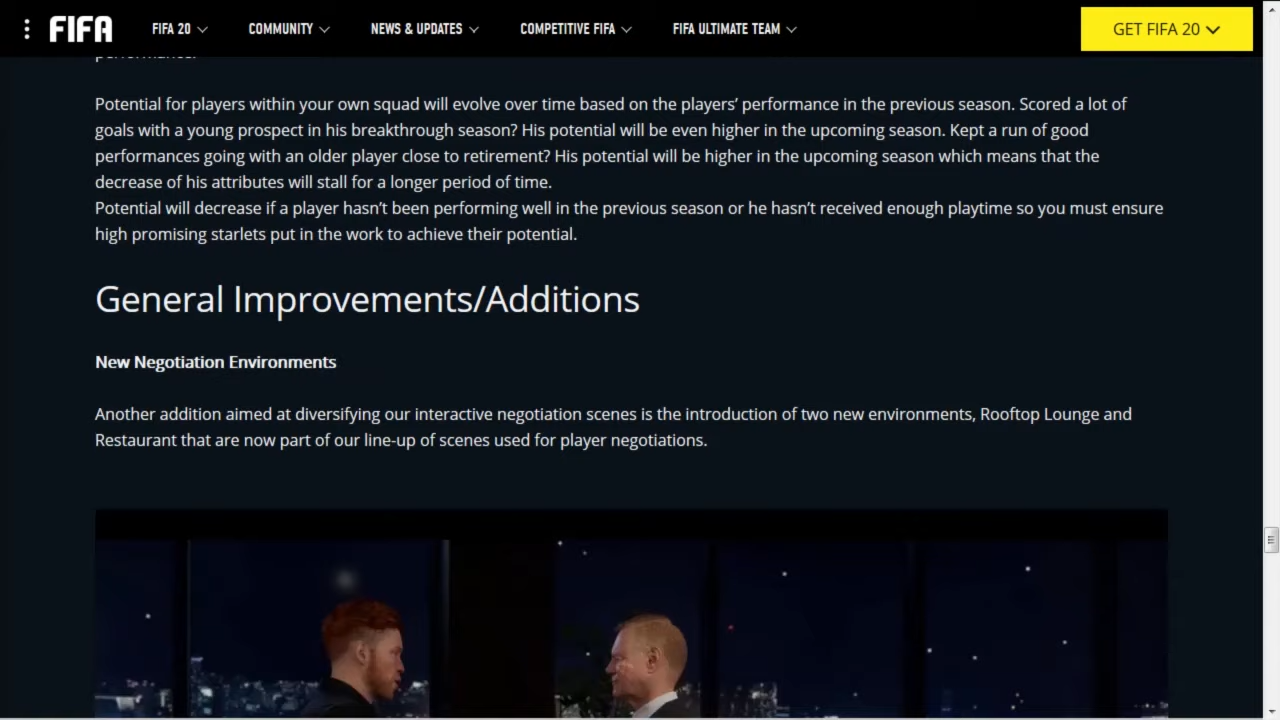 FIFA
FIFA 20
COMMUNITY
NEWS & UPDATES
COMPETITIVE FIFA
FIFA ULTIMATE TEAM
GET FIFA 20
performance.
Potential for players within your own squad will evolve over time based on the players’ performance in the previous season. Scored a lot of
goals with a young prospect in his breakthrough season? His potential will be even higher in the upcoming season. Kept a run of good
performances going with an older player close to retirement? His potential will be higher in the upcoming season which means that the
decrease of his attributes will stall for a longer period of time.
Potential will decrease if a player hasn’t been performing well in the previous season or he hasn’t received enough playtime so you must ensure
high promising starlets put in the work to achieve their potential.
General Improvements/Additions
New Negotiation Environments
Another addition aimed at diversifying our interactive negotiation scenes is the introduction of two new environments, Rooftop Lounge and
Restaurant that are now part of our line-up of scenes used for player negotiations.